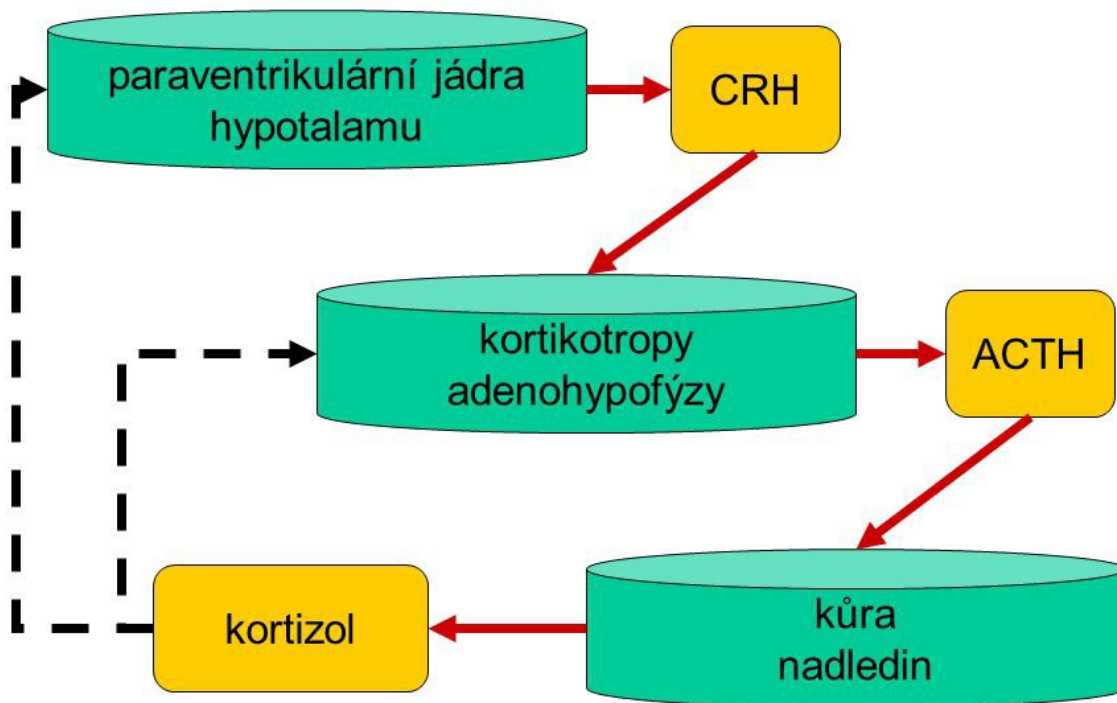 paraventrikulární jádra
hypotalamu
CRH
kortikotropy
adenohypofýzy
ACTH
kůra
nadledin
kortizol